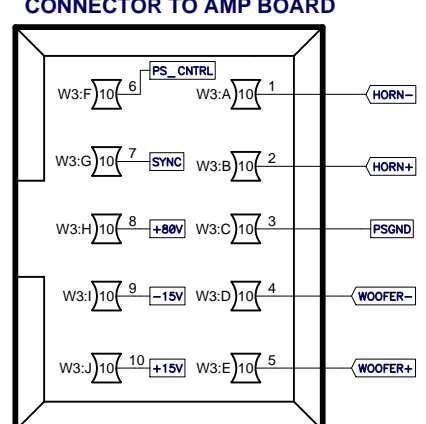 CONNECTOR TO AMP BOARD
PS_CNTRL
W3:F 10 6 W3:A 10 1 HORN-
W3:G 10 7 SYNC W3:B 10 2 HORN+
W3:H 10 8 +80V W3:C 10 3 PSGND
W3:I 10 9 -15V W3:D 10 4 WOOFER-
W3:J 10 10 +15V W3:E 10 5 WOOFER+